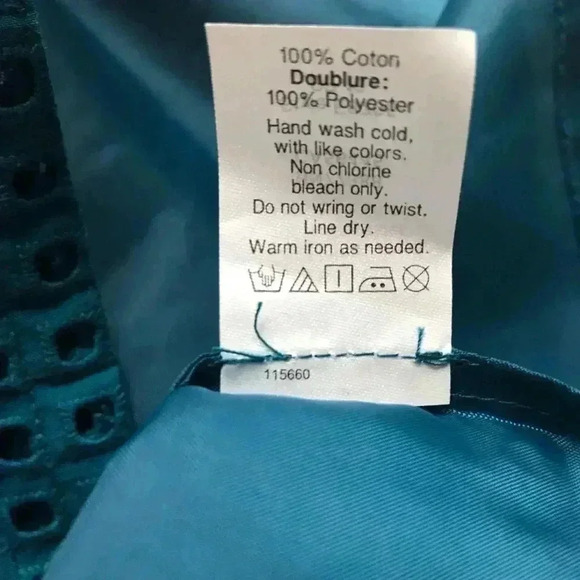 100% Coton
Doublure:
100% Polyester
Hand wash cold,
with like colors.
Non chlorine
bleach only.
Do not wring or twist.
Line dry.
Warm iron as needed.
115660